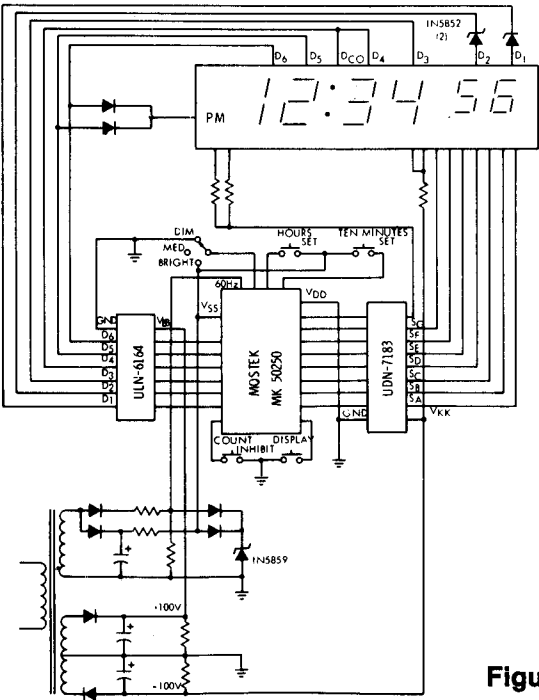 1N5852
(2)
D6 D5 DCO D4 D3 D2 D1
12:34 56
PM
DIM
MED
BRIGHT
HOURS
SET
TEN MINUTES
SET
60Hz
VSS
VDD
GND
VBB
D6
D5
D4
D3
D2
D1
ULN-6164
MOSTEK
MK 50250
UDN-7183
SG
SF
SE
SD
SC
SB
SA
GND
VKK
COUNT DISPLAY
INHIBIT
1N5859
+100V
-100V
Figu